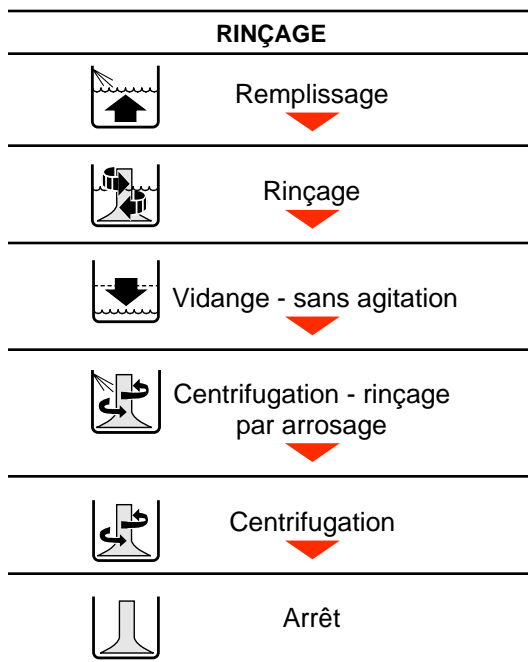 RINÇAGE
Remplissage
Rinçage
Vidange - sans agitation
Centrifugation - rinçage
par arrosage
Centrifugation
Arrêt